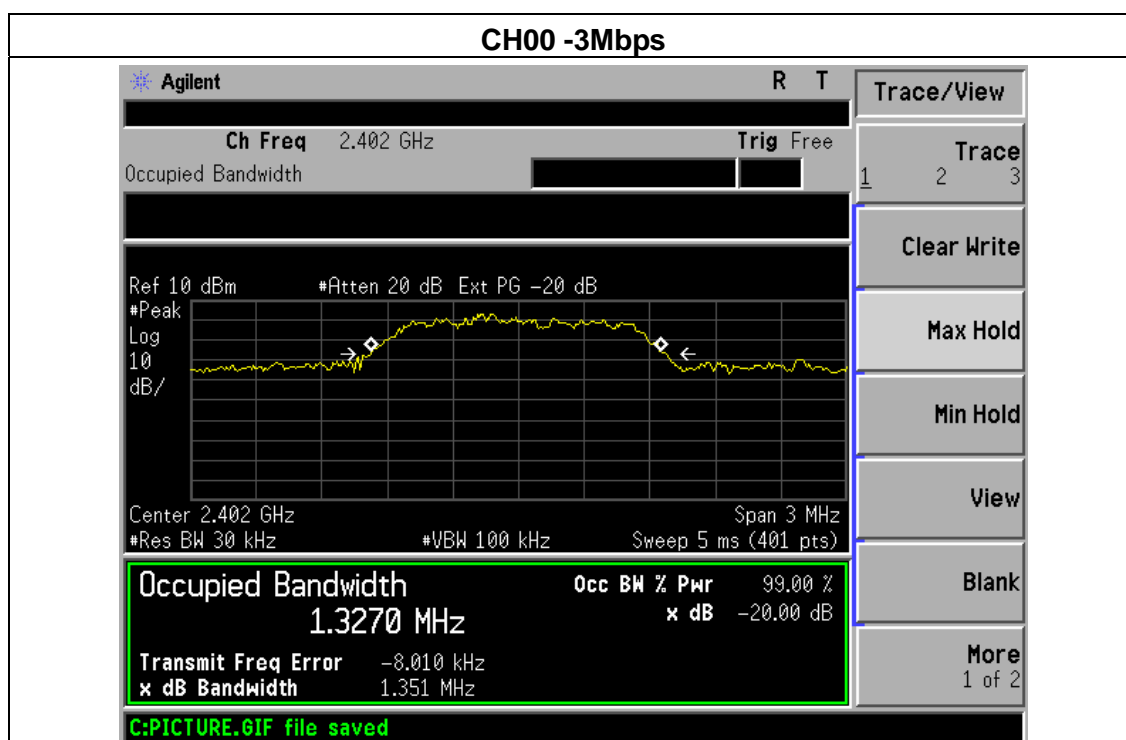 CH00 -3Mbps
Agilent R T
Ch Freq 2.402 GHz Trig Free
Occupied Bandwidth
Ref 10 dBm #Atten 20 dB Ext PG -20 dB
#Peak
Log
10
dB/
Center 2.402 GHz Span 3 MHz
#Res BW 30 kHz #VBW 100 kHz Sweep 5 ms (401 pts)
Occupied Bandwidth Occ BW % Pwr 99.00 %
1.3270 MHz x dB -20.00 dB
Transmit Freq Error -8.010 kHz
x dB Bandwidth 1.351 MHz
C:PICTURE.GIF file saved
Trace/View
Trace
1 2 3
Clear Write
Max Hold
Min Hold
View
Blank
More
1 of 2